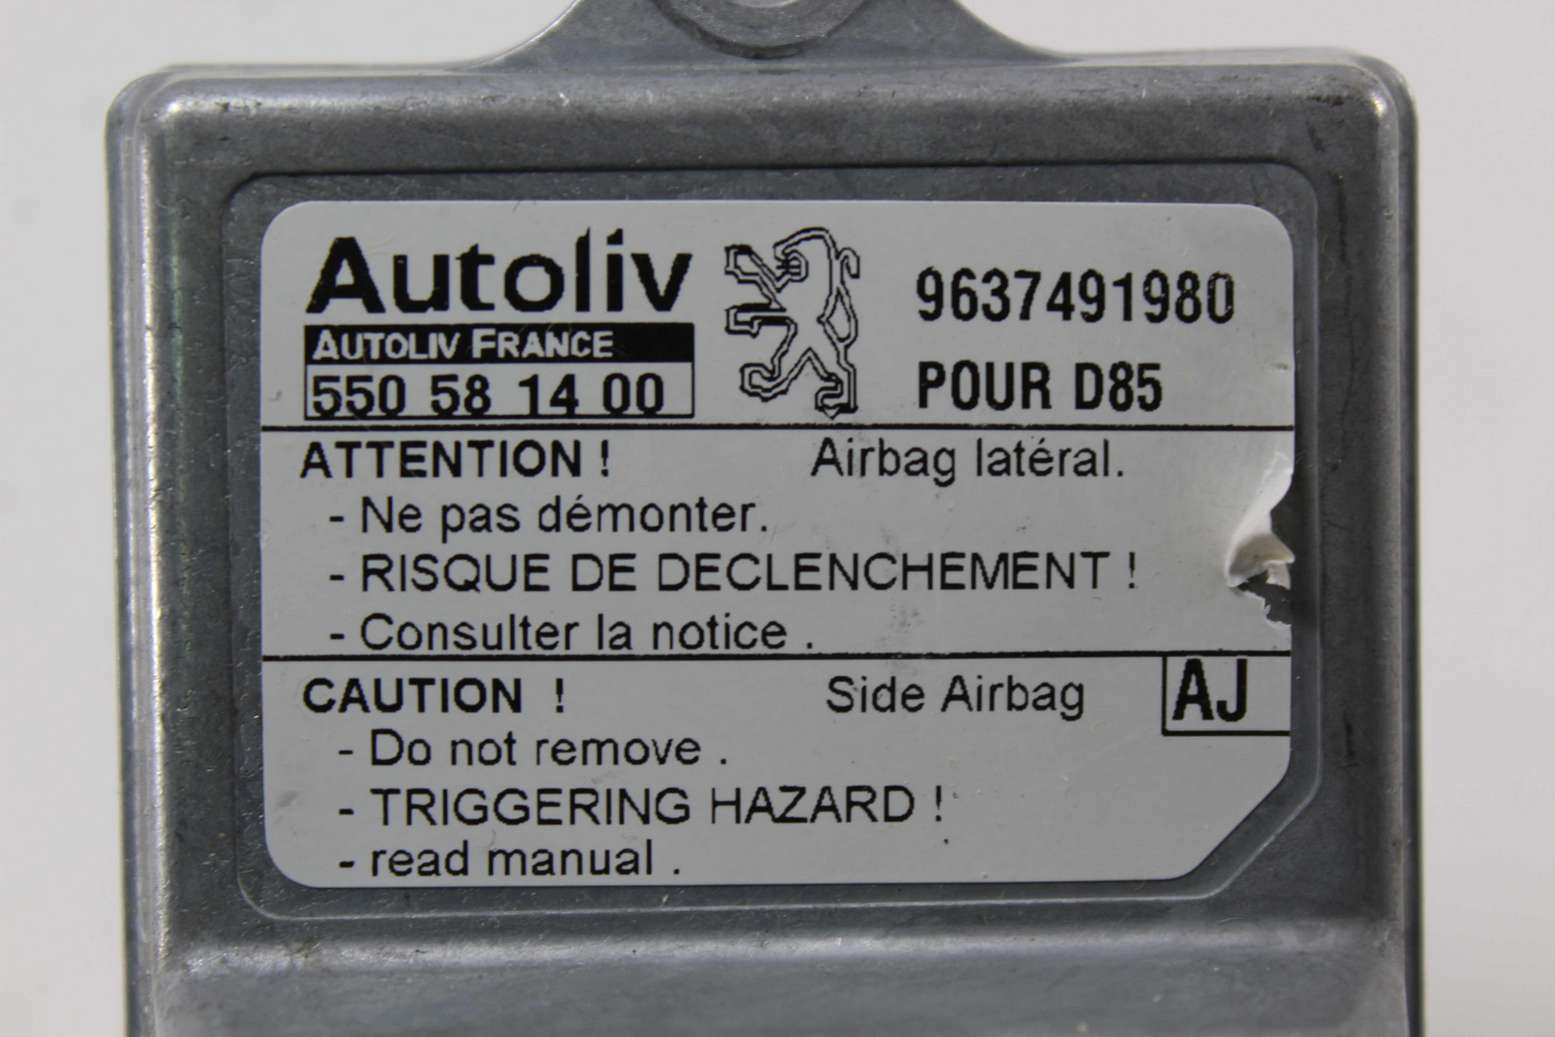 Autoliv
AUTOLIV FRANCE
550 58 14 00
9637491980
POUR D85
ATTENTION ! Airbag latéral.
- Ne pas démonter.
- RISQUE DE DECLENCHEMENT !
- Consulter la notice .
CAUTION ! Side Airbag AJ
- Do not remove .
- TRIGGERING HAZARD !
- read manual .